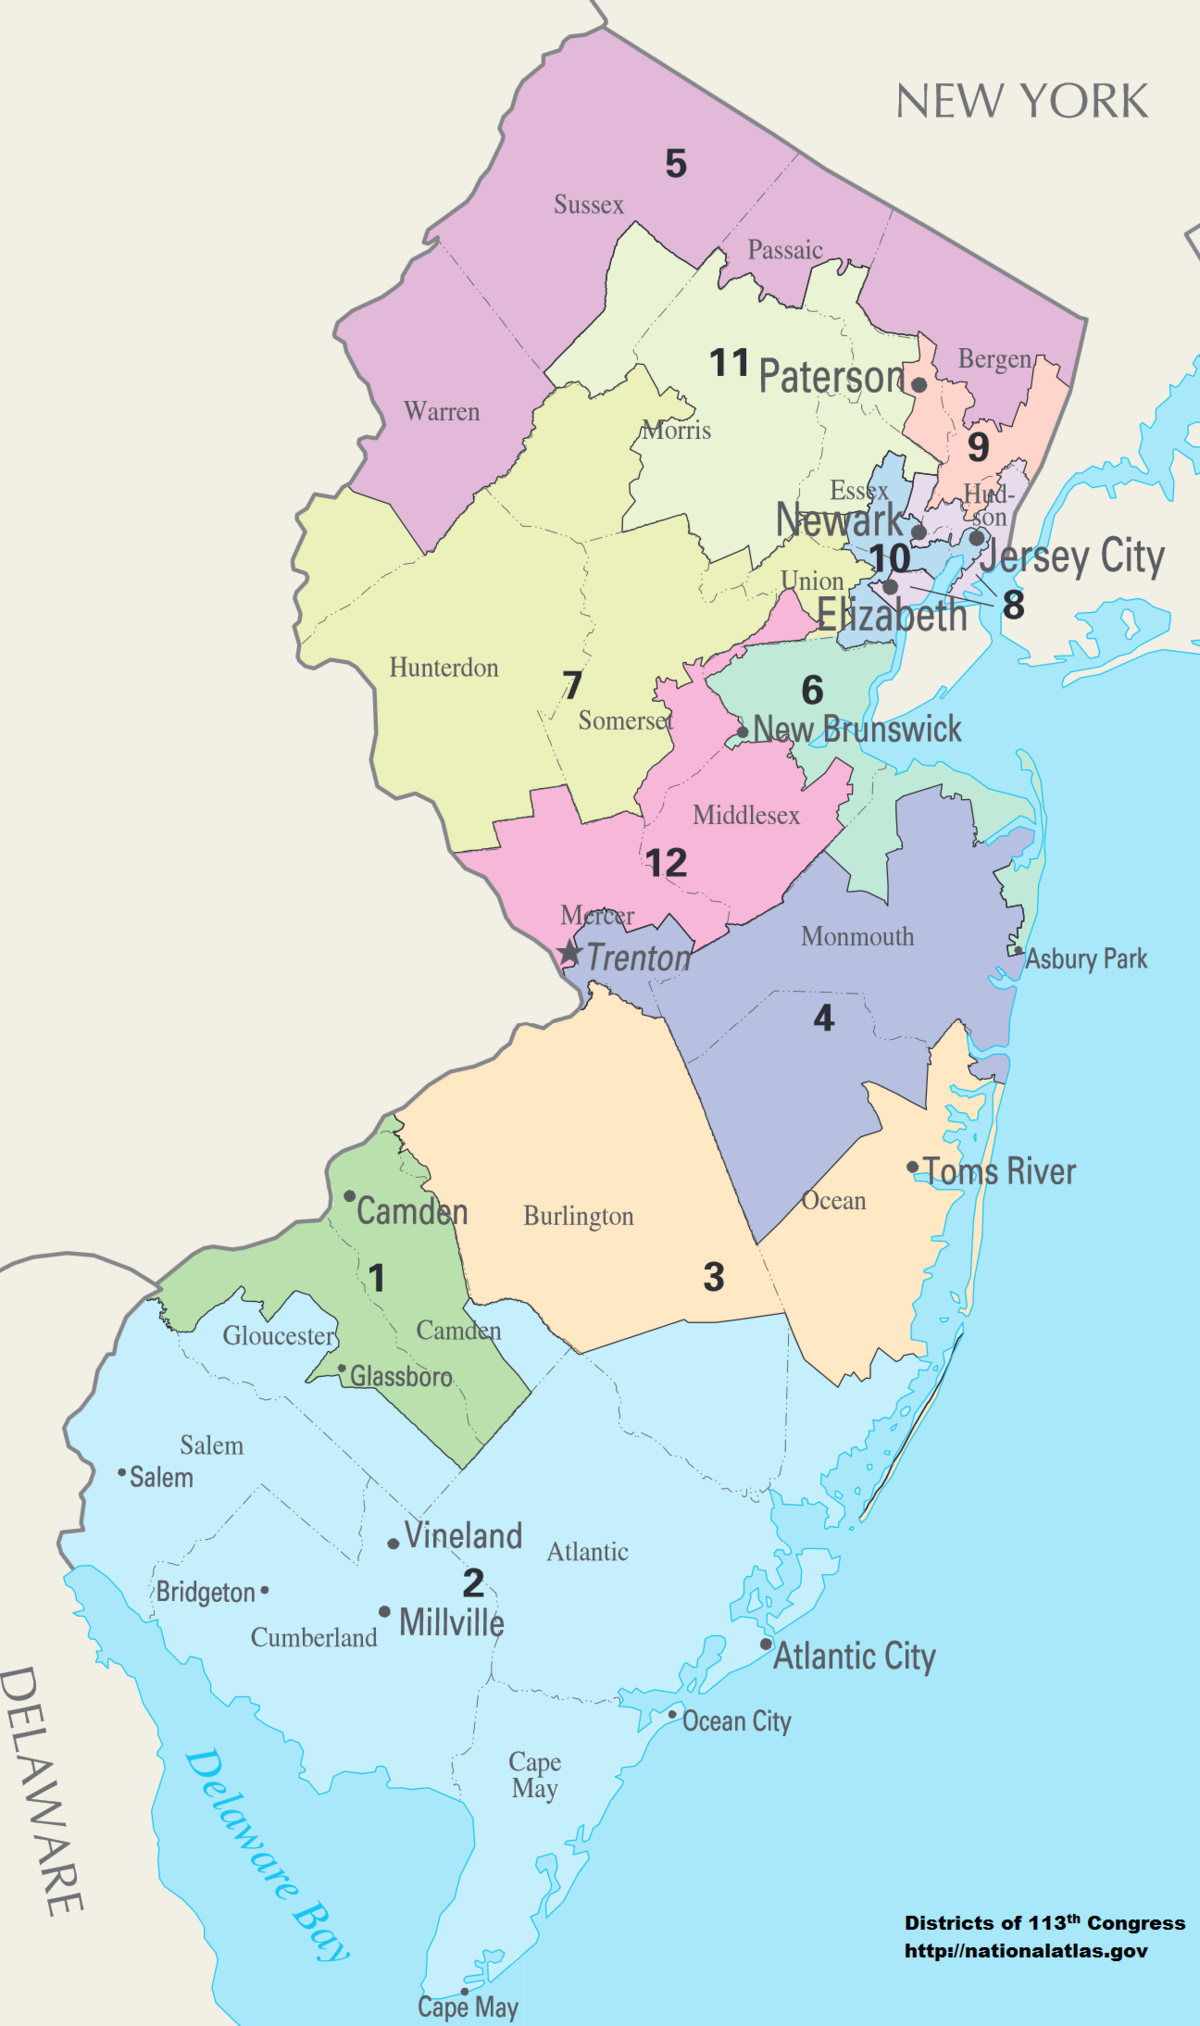 NEW YORK
5
Sussex
Passaic
Bergen
11
Paterson
Warren
Morris
9
Essex
Hud-
son
Newark
10
Jersey City
Union
8
Elizabeth
Hunterdon
7
6
Somerset
New Brunswick
Middlesex
12
Mercer
Monmouth
Trenton
Asbury Park
4
Toms River
Camden
Burlington
Ocean
1
3
Gloucester
Camden
Glassboro
Salem
Salem
Vineland
Atlantic
2
Bridgeton
Millville
Cumberland
Atlantic City
DELAWARE
Ocean City
Cape
May
Delaware Bay
Districts of 113th Congress
http://nationalatlas.gov
Cape May